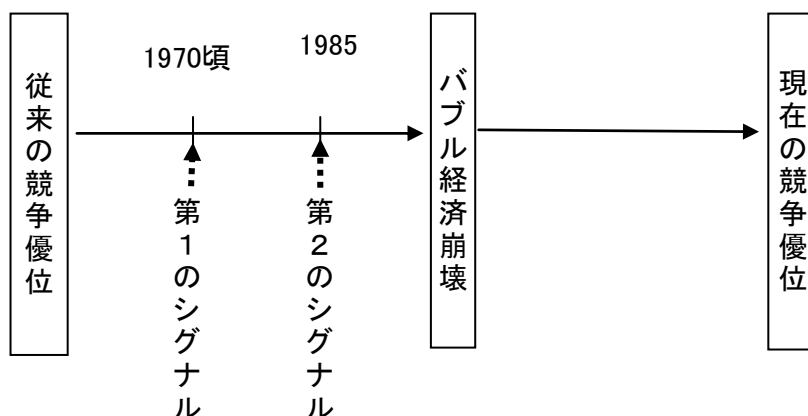 従来の競争優位
1970頃
1985
第1のシグナル
第2のシグナル
バブル経済崩壊
現在の競争優位